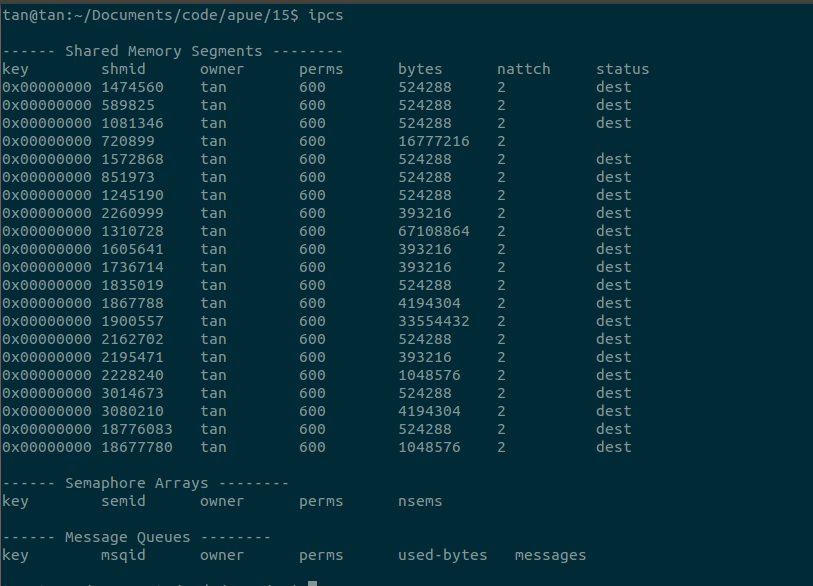 tan@tan:~/Documents/code/apue/15$ ipcs
------ Shared Memory Segments --------
key        shmid      owner      perms      bytes      nattch     status
0x00000000 1474560    tan        600        524288     2          dest
0x00000000 589825     tan        600        524288     2          dest
0x00000000 1081346    tan        600        524288     2          dest
0x00000000 720899     tan        600        16777216   2
0x00000000 1572868    tan        600        524288     2          dest
0x00000000 851973     tan        600        524288     2          dest
0x00000000 1245190    tan        600        524288     2          dest
0x00000000 2260999    tan        600        393216     2          dest
0x00000000 1310728    tan        600        67108864   2          dest
0x00000000 1605641    tan        600        393216     2          dest
0x00000000 1736714    tan        600        393216     2          dest
0x00000000 1835019    tan        600        524288     2          dest
0x00000000 1867788    tan        600        4194304    2          dest
0x00000000 1900557    tan        600        33554432   2          dest
0x00000000 2162702    tan        600        524288     2          dest
0x00000000 2195471    tan        600        393216     2          dest
0x00000000 2228240    tan        600        1048576    2          dest
0x00000000 3014673    tan        600        524288     2          dest
0x00000000 3080210    tan        600        4194304    2          dest
0x00000000 18776083   tan        600        524288     2          dest
0x00000000 18677780   tan        600        1048576    2          dest
------ Semaphore Arrays --------
key        semid      owner      perms      nsems
------ Message Queues --------
key        msqid      owner      perms      used-bytes   messages